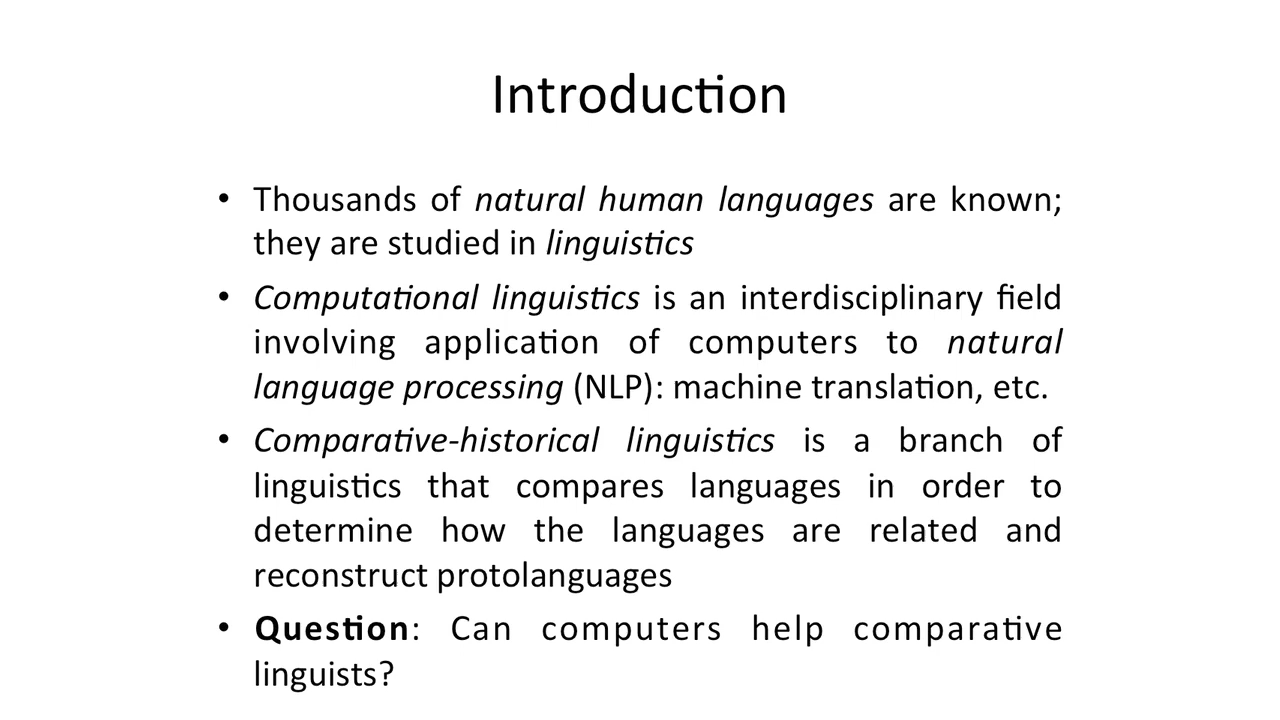 Introduction
• Thousands of natural human languages are known;
they are studied in linguistics
• Computational linguistics is an interdisciplinary field
involving application of computers to natural
language processing (NLP): machine translation, etc.
• Comparative-historical linguistics is a branch of
linguistics that compares languages in order to
determine how the languages are related and
reconstruct protolanguages
• Question: Can computers help comparative
linguists?